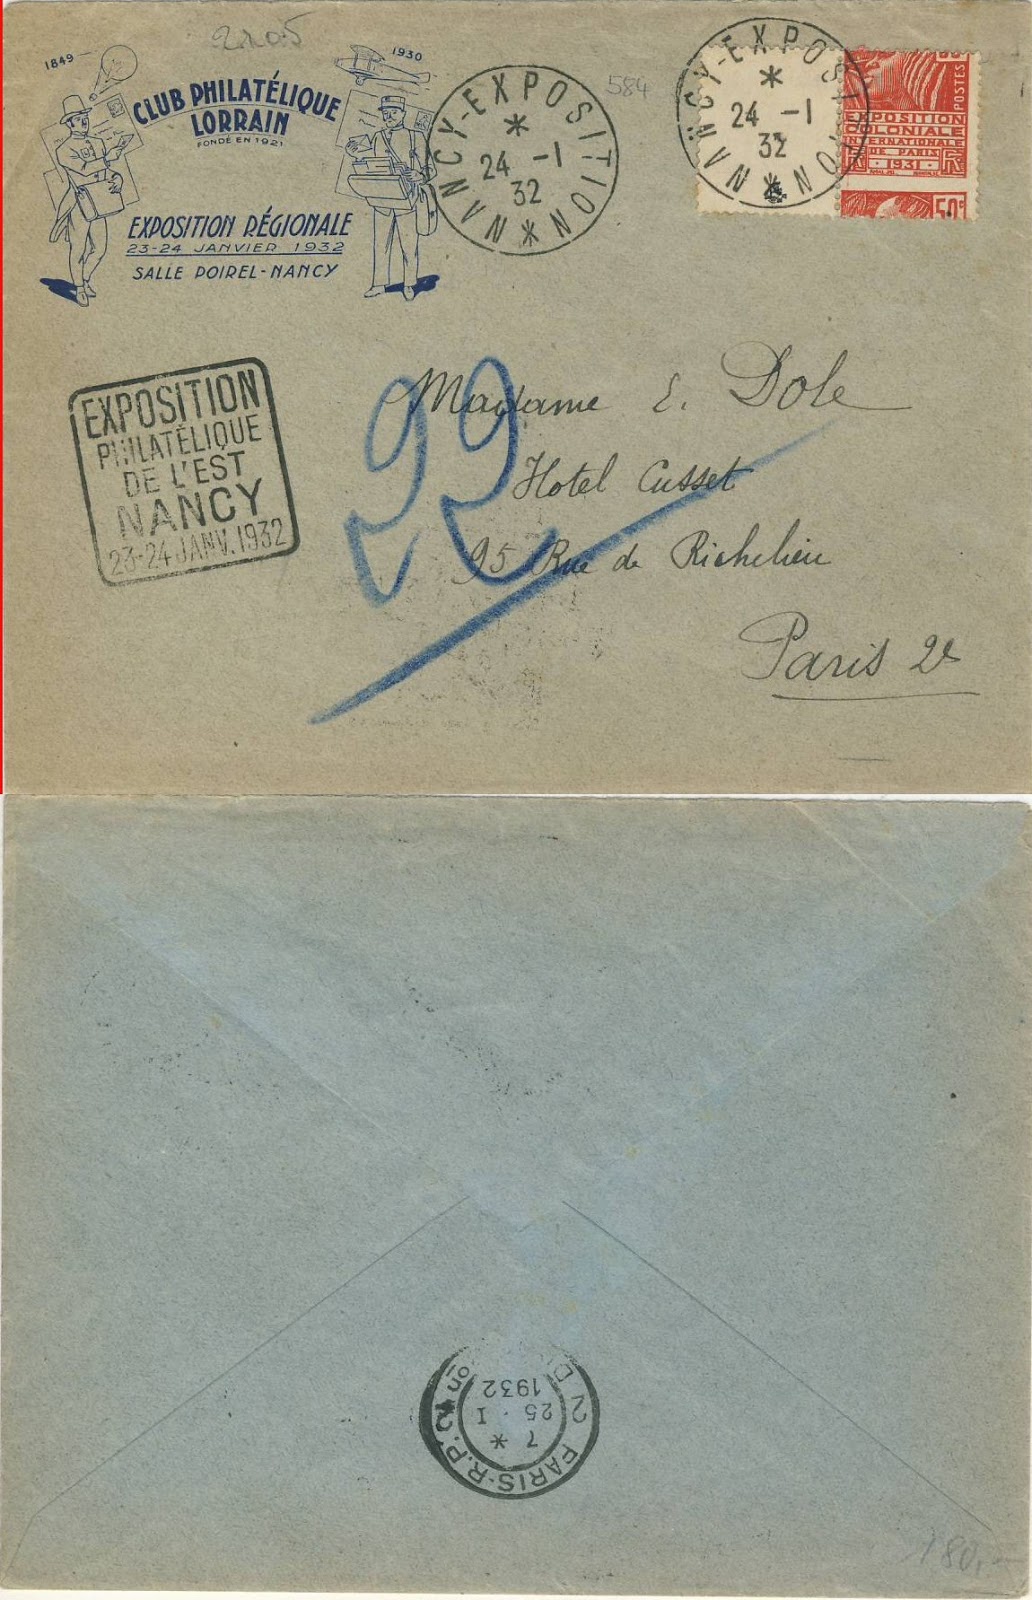 2205
1849
1930
CLUB PHILATÉLIQUE
LORRAIN
FONDÉ EN 1921
EXPOSITION RÉGIONALE
23-24 JANVIER 1932
SALLE POIREL-NANCY
NANCY-EXPOSITION
*
24 -1
32
*
584
NANCY-EXPOSITION
*
24 -1
32
*
POSTES
EXPOSITION
COLONIALE
INTERNATIONALE
DE PARIS
1931
50c
EXPOSITION
PHILATÉLIQUE
DE L'EST
NANCY
23-24 JANV. 1932
22
Madame E. Dole
Hotel Cusset
95 Rue de Richelieu
Paris 2e
PARIS-R.P. 2
7 *
25 · I
1932
180.-